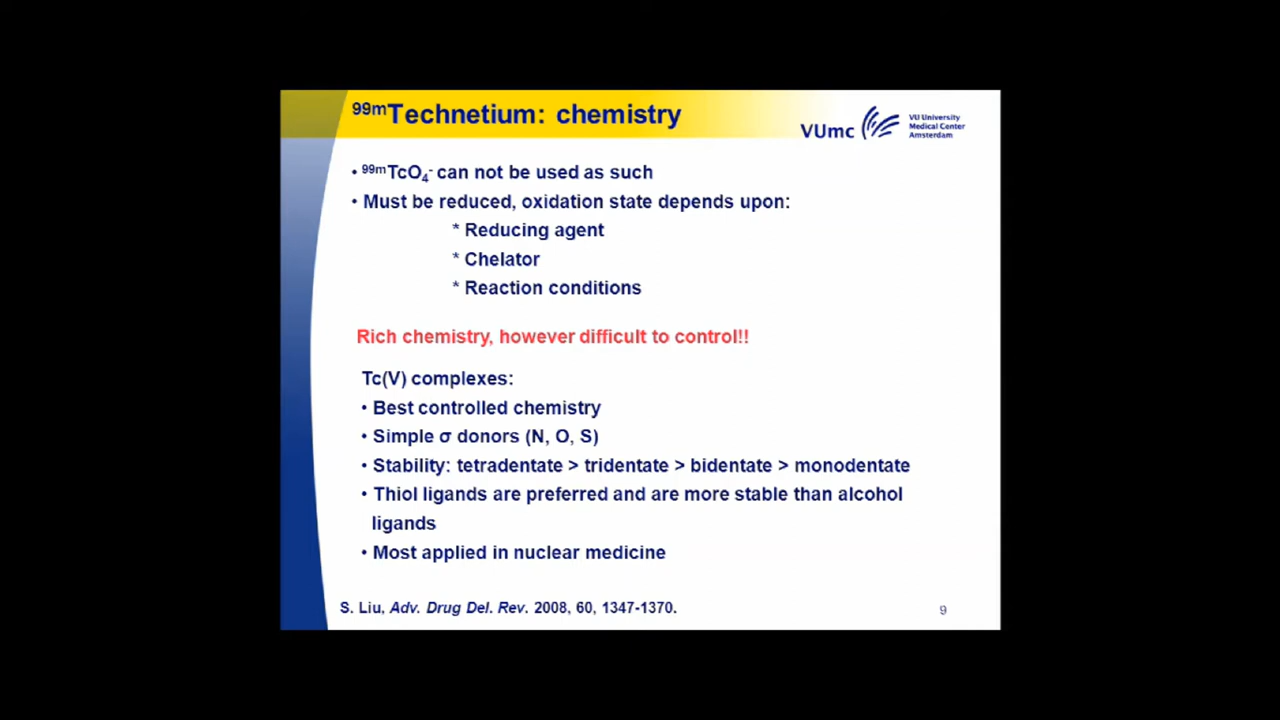 99mTechnetium: chemistry
VUmc
VU University
Medical Center
Amsterdam
• 99mTcO4- can not be used as such
• Must be reduced, oxidation state depends upon:
* Reducing agent
* Chelator
* Reaction conditions
Rich chemistry, however difficult to control!!
Tc(V) complexes:
• Best controlled chemistry
• Simple σ donors (N, O, S)
• Stability: tetradentate > tridentate > bidentate > monodentate
• Thiol ligands are preferred and are more stable than alcohol
ligands
• Most applied in nuclear medicine
S. Liu, Adv. Drug Del. Rev. 2008, 60, 1347-1370.
9